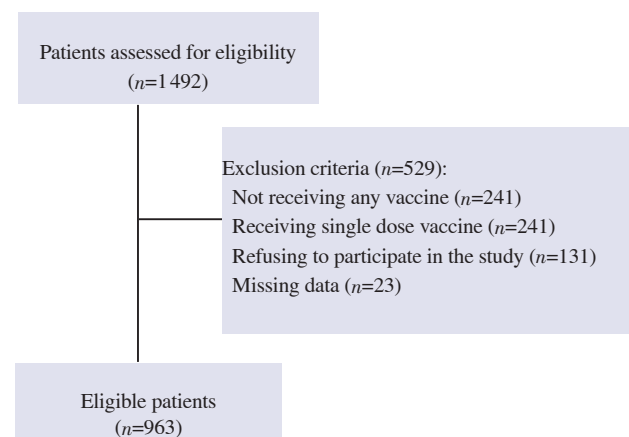 Patients assessed for eligibility
(n=1 492)
Exclusion criteria (n=529):
Not receiving any vaccine (n=241)
Receiving single dose vaccine (n=241)
Refusing to participate in the study (n=131)
Missing data (n=23)
Eligible patients
(n=963)